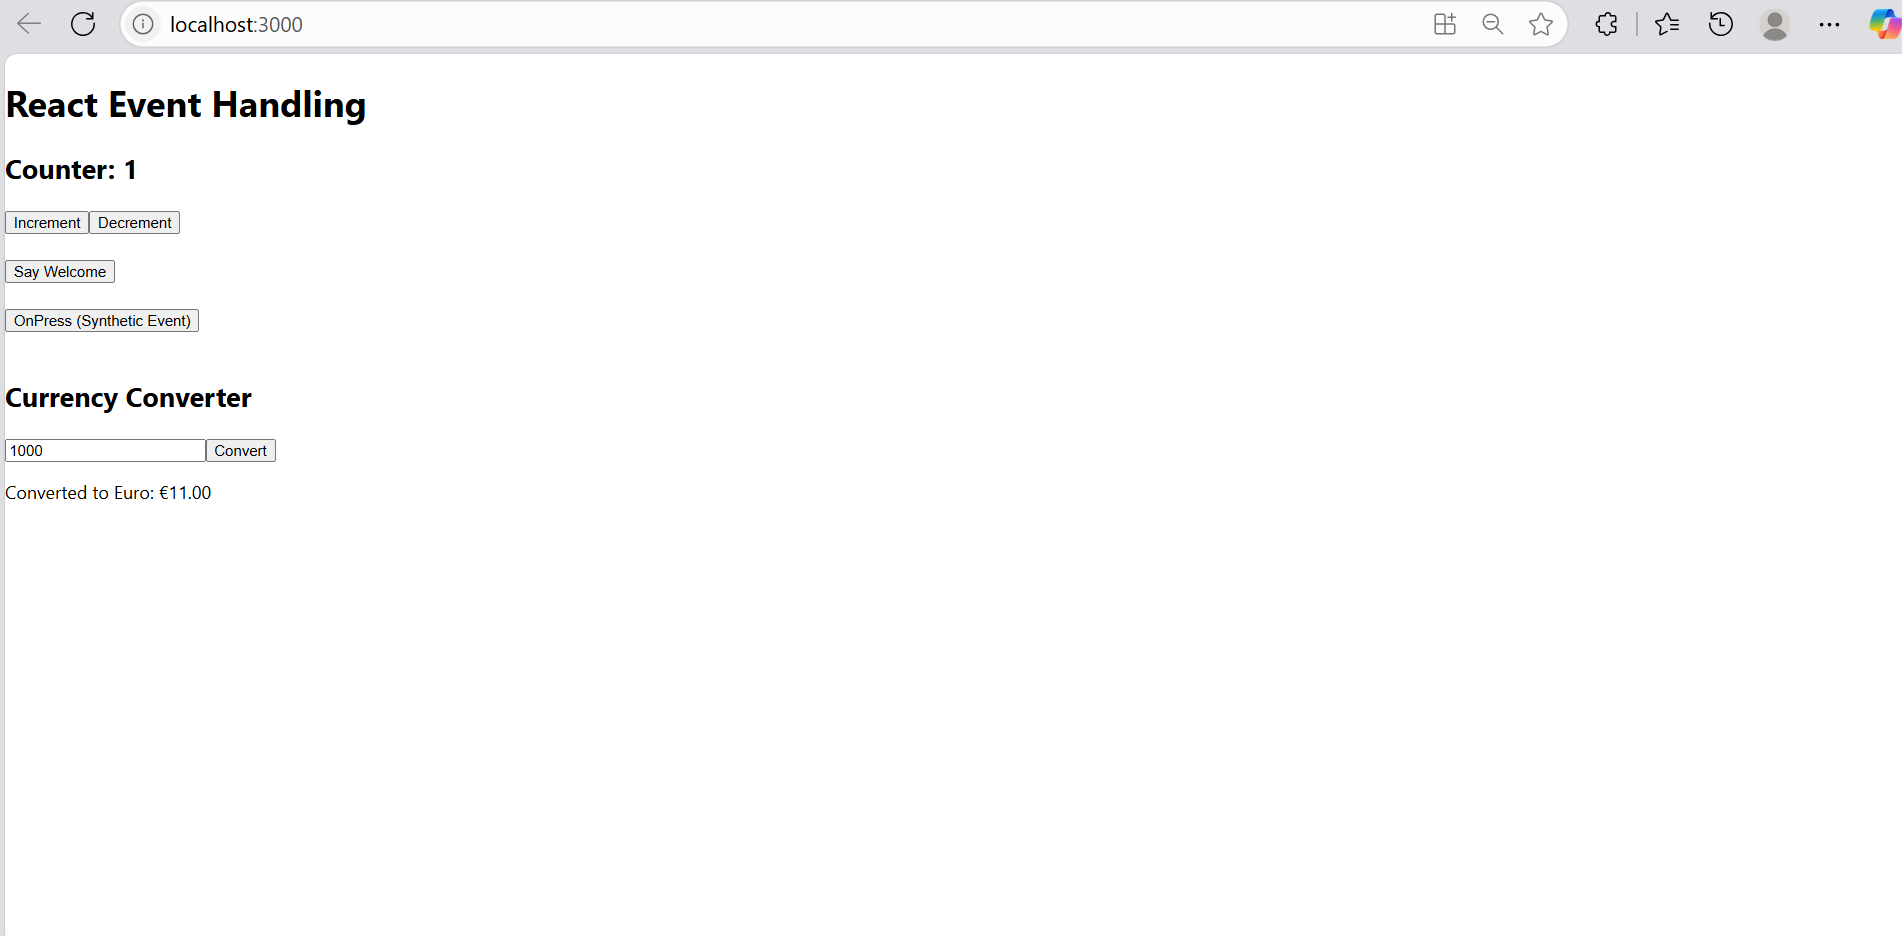 localhost:3000
React Event Handling
Counter: 1
Increment Decrement
Say Welcome
OnPress (Synthetic Event)
Currency Converter
1000 Convert
Converted to Euro: €11.00